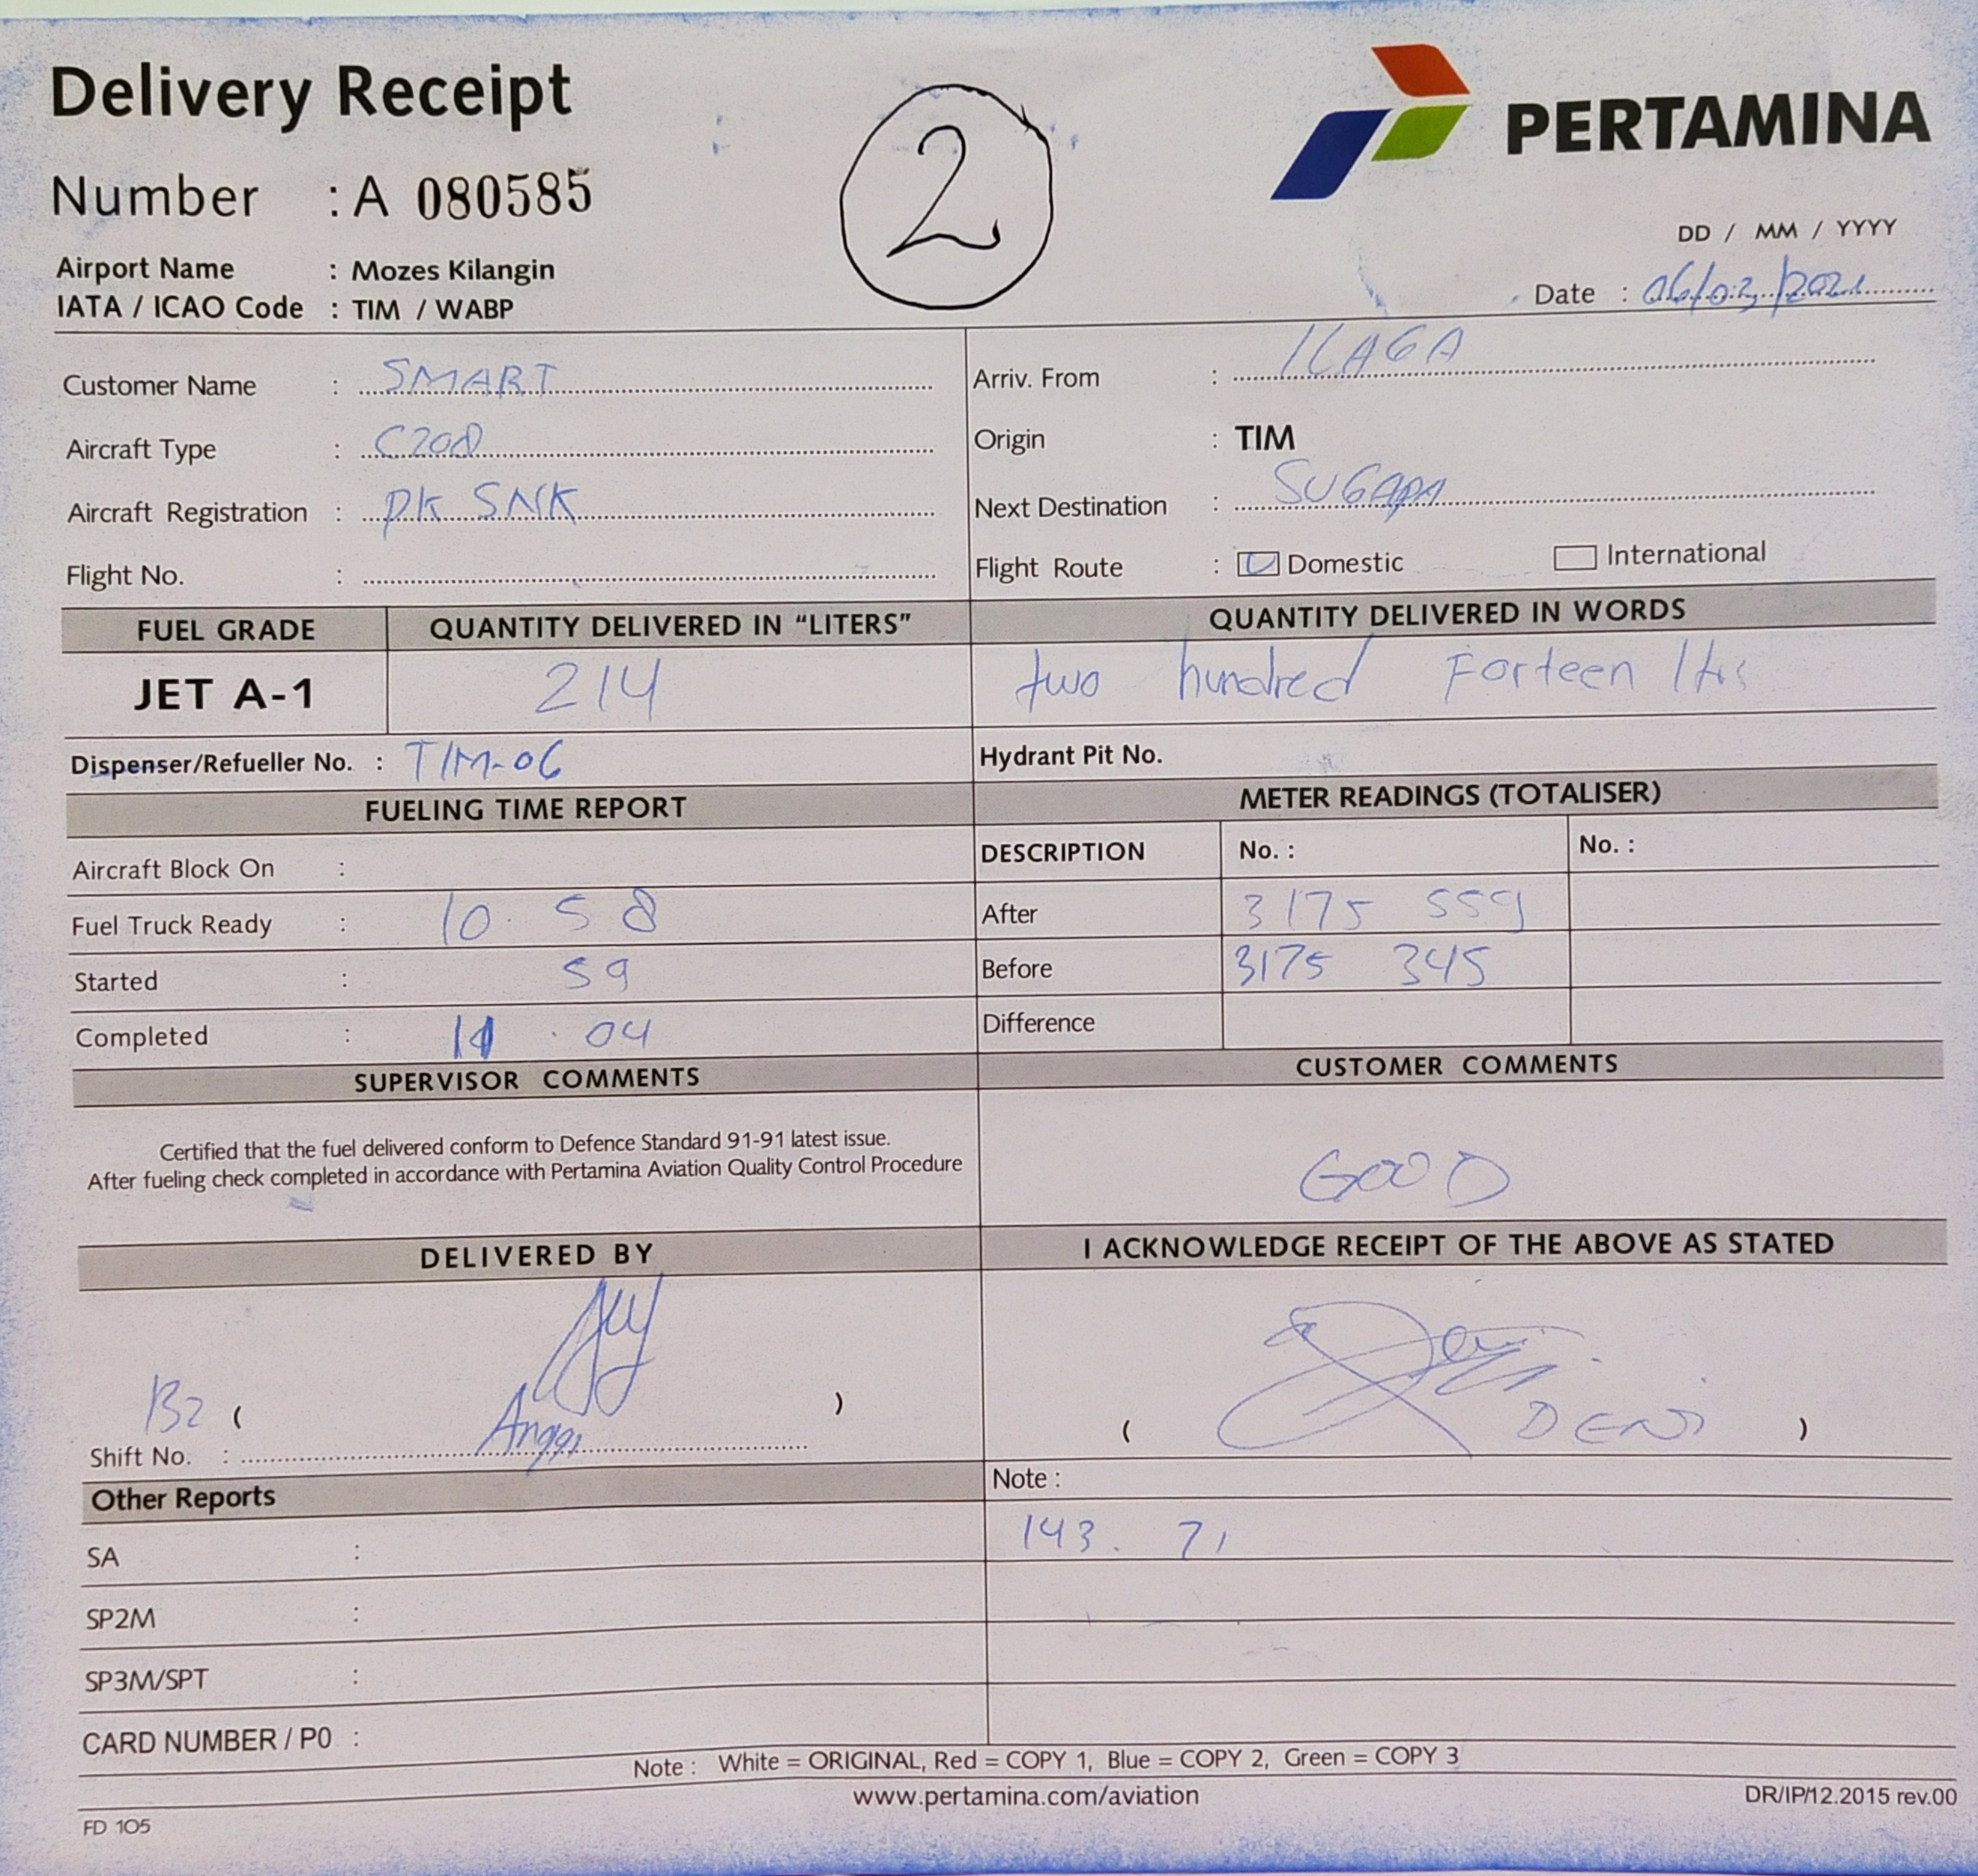 Delivery Receipt
2
PERTAMINA
Number : A 080585
DD / MM / YYYY
Airport Name : Mozes Kilangin
Date : 06/03/2021
IATA / ICAO Code : TIM / WABP
Customer Name : SMART
Arriv. From : ILAGA
Aircraft Type : C208
Origin : TIM
Aircraft Registration : PK SNK
Next Destination : SUGAPA
Flight No. :
Flight Route : Domestic International
FUEL GRADE QUANTITY DELIVERED IN “LITERS” QUANTITY DELIVERED IN WORDS
JET A-1 214 two hundred Forteen ltrs
Dispenser/Refueller No. : TIM-06 Hydrant Pit No.
FUELING TIME REPORT METER READINGS (TOTALISER)
Aircraft Block On : DESCRIPTION No. : No. :
Fuel Truck Ready : 10 . 58 After 3175 559
Started : 59 Before 3175 345
Completed : 11 . 04 Difference
SUPERVISOR COMMENTS CUSTOMER COMMENTS
Certified that the fuel delivered conform to Defence Standard 91-91 latest issue.
After fueling check completed in accordance with Pertamina Aviation Quality Control Procedure
GOOD
DELIVERED BY I ACKNOWLEDGE RECEIPT OF THE ABOVE AS STATED
B2 ( ) ( DENI )
Shift No. : Anggi
Other Reports Note :
SA : 143. 71
SP2M :
SP3M/SPT :
CARD NUMBER / P0 :
Note : White = ORIGINAL, Red = COPY 1, Blue = COPY 2, Green = COPY 3
www.pertamina.com/aviation
DR/IP/12.2015 rev.00
FD 105